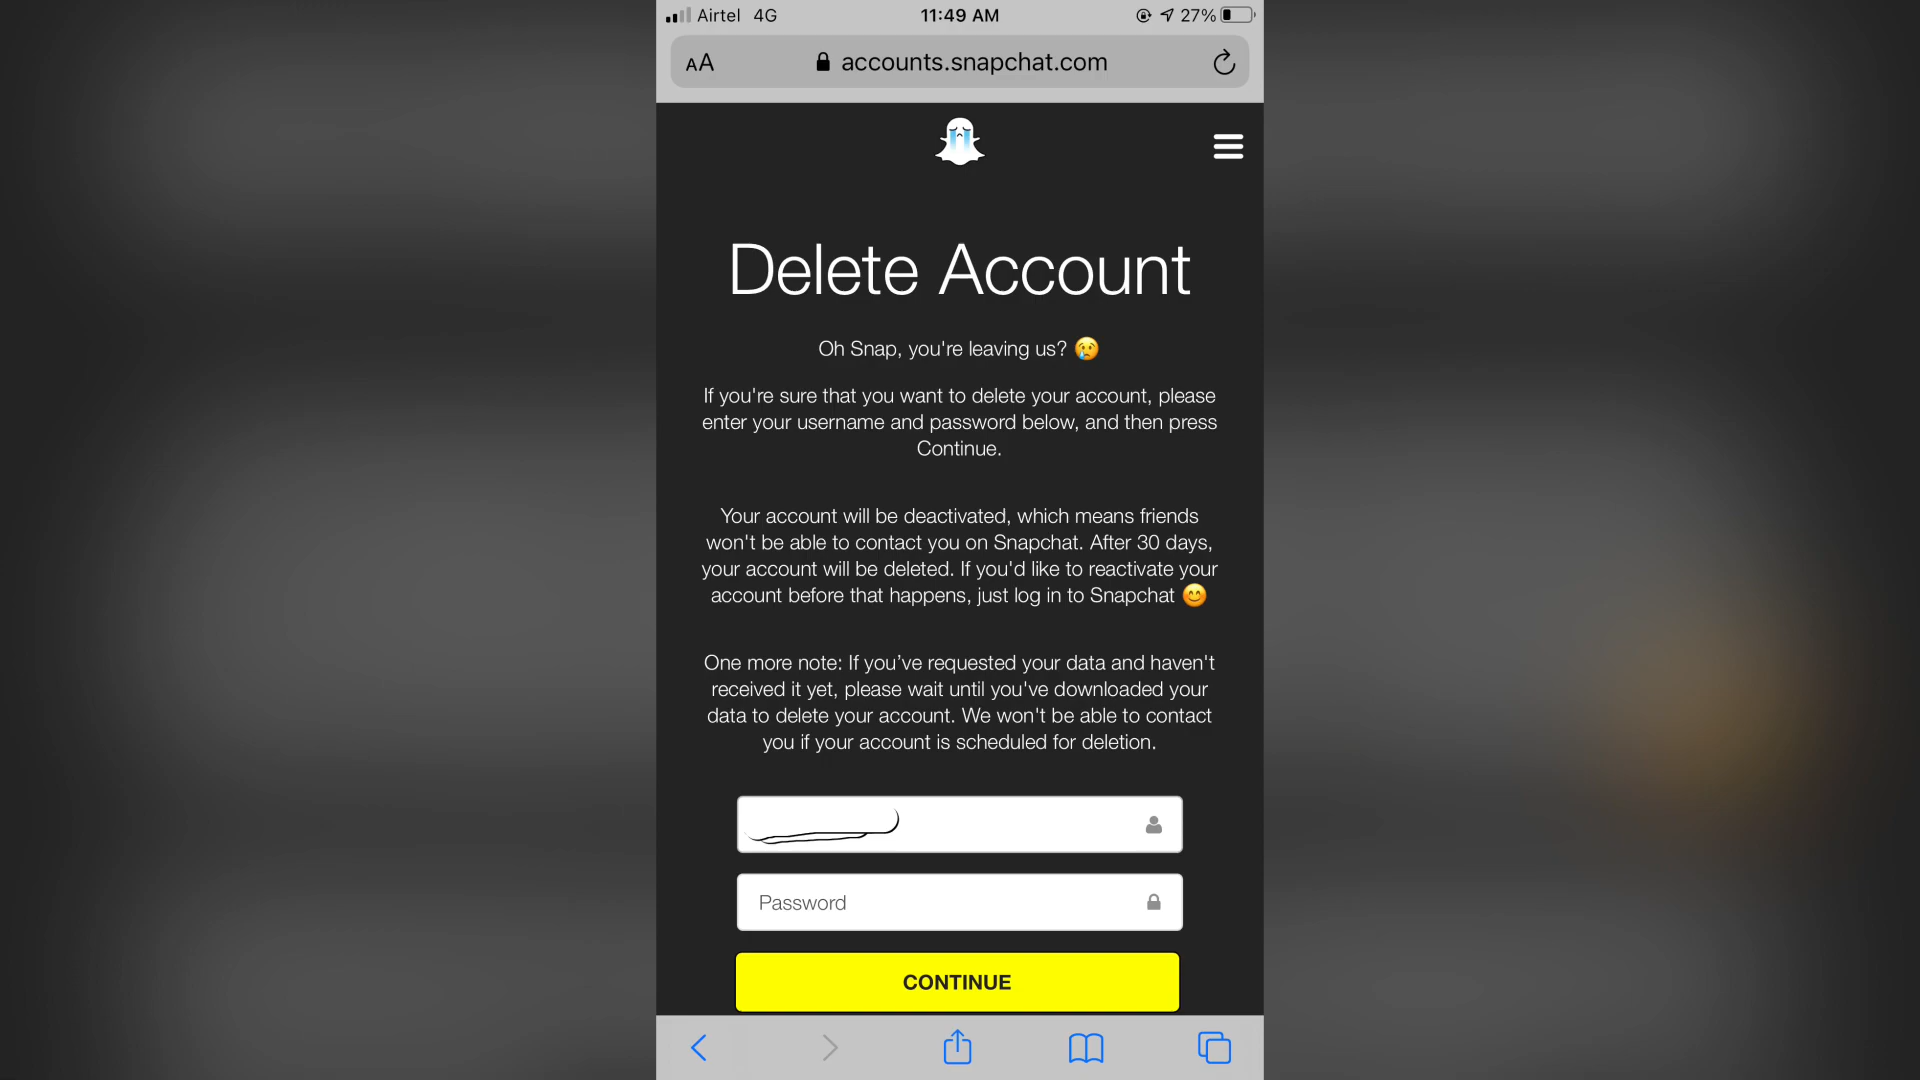 Airtel 4G 11:49 AM 27%
AA accounts.snapchat.com
Delete Account
Oh Snap, you're leaving us? 😢
If you're sure that you want to delete your account, please
enter your username and password below, and then press
Continue.
Your account will be deactivated, which means friends
won't be able to contact you on Snapchat. After 30 days,
your account will be deleted. If you'd like to reactivate your
account before that happens, just log in to Snapchat 😊
One more note: If you’ve requested your data and haven't
received it yet, please wait until you've downloaded your
data to delete your account. We won't be able to contact
you if your account is scheduled for deletion.
Password
CONTINUE